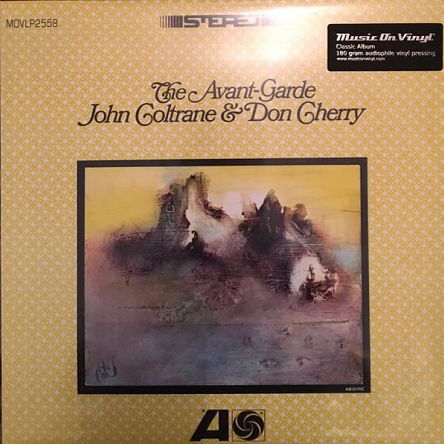 MOVLP2558
STEREO
Music On Vinyl
Classic Album
180 gram audiophile vinyl pressing
www.musiconvinyl.com
The Avant-Garde
John Coltrane & Don Cherry
ABIDINE